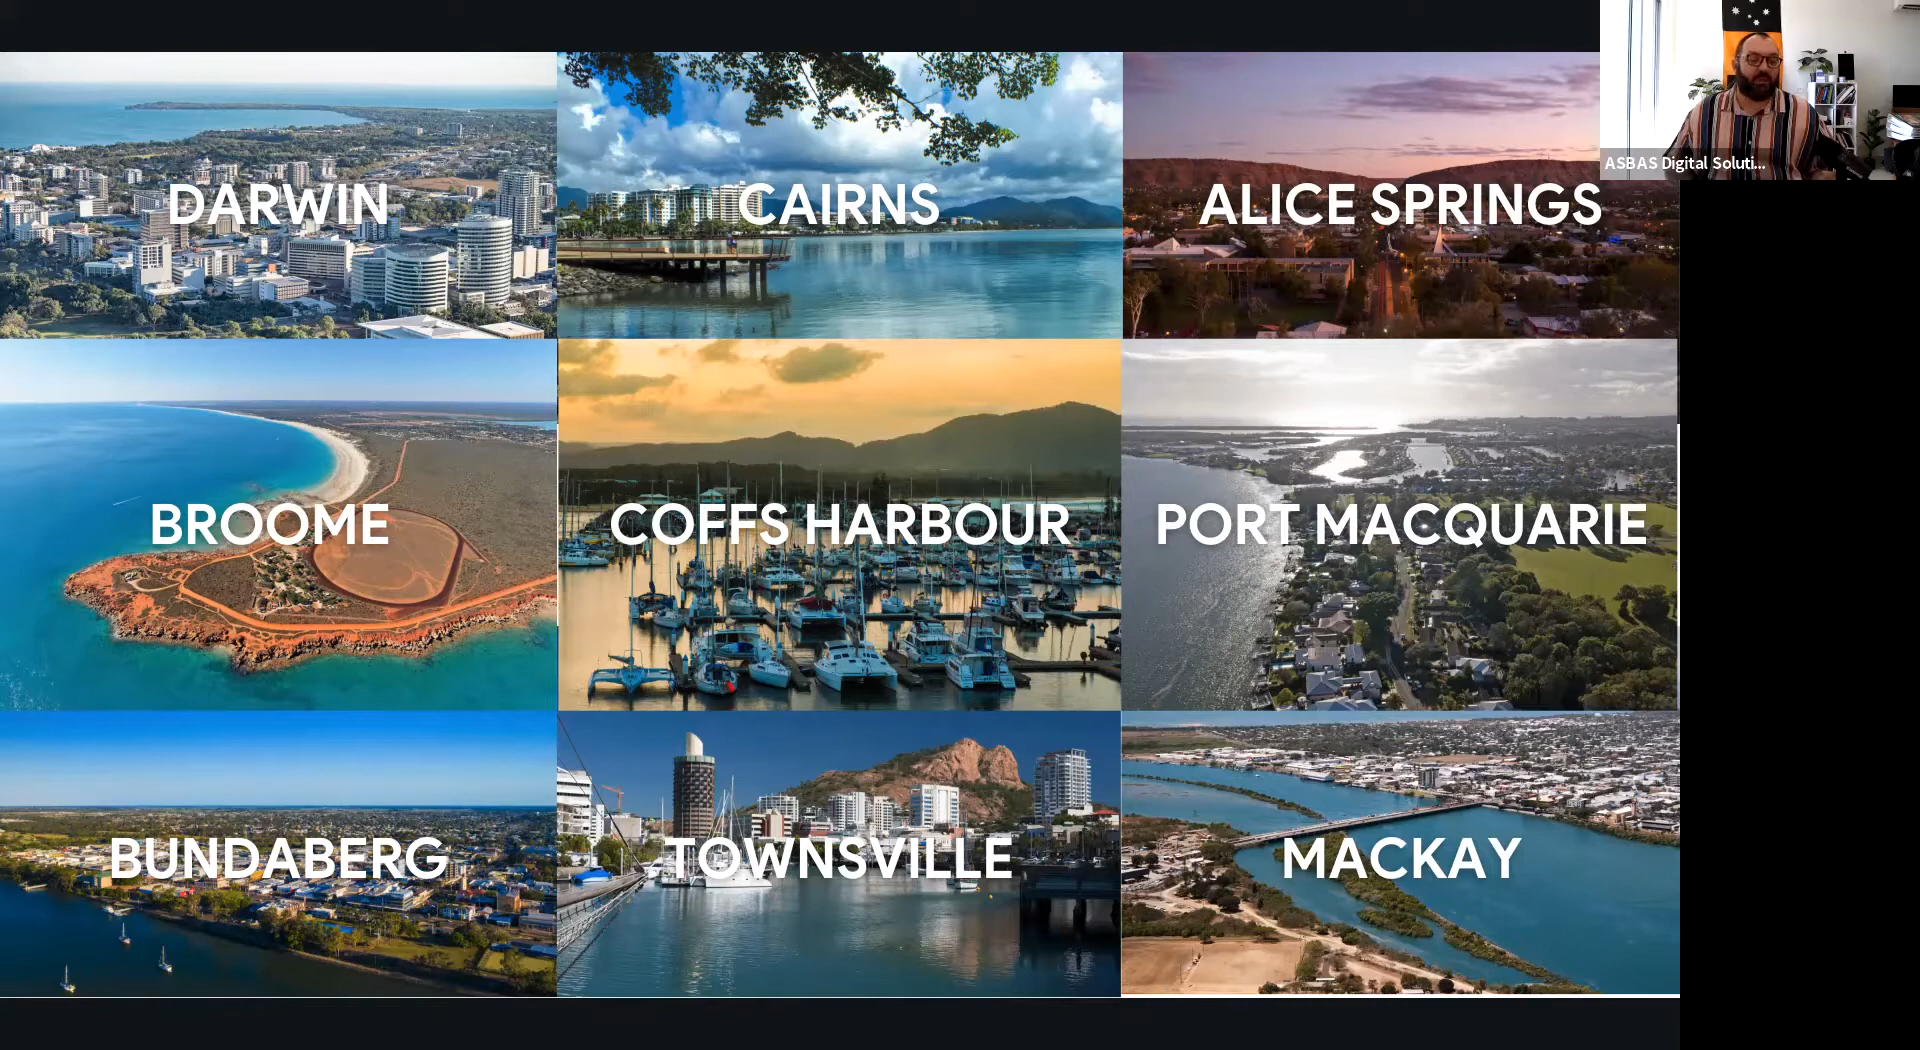 DARWIN
CAIRNS
ALICE SPRINGS
ASBAS Digital Soluti...
BROOME
COFFS HARBOUR
PORT MACQUARIE
BUNDABERG
TOWNSVILLE
MACKAY